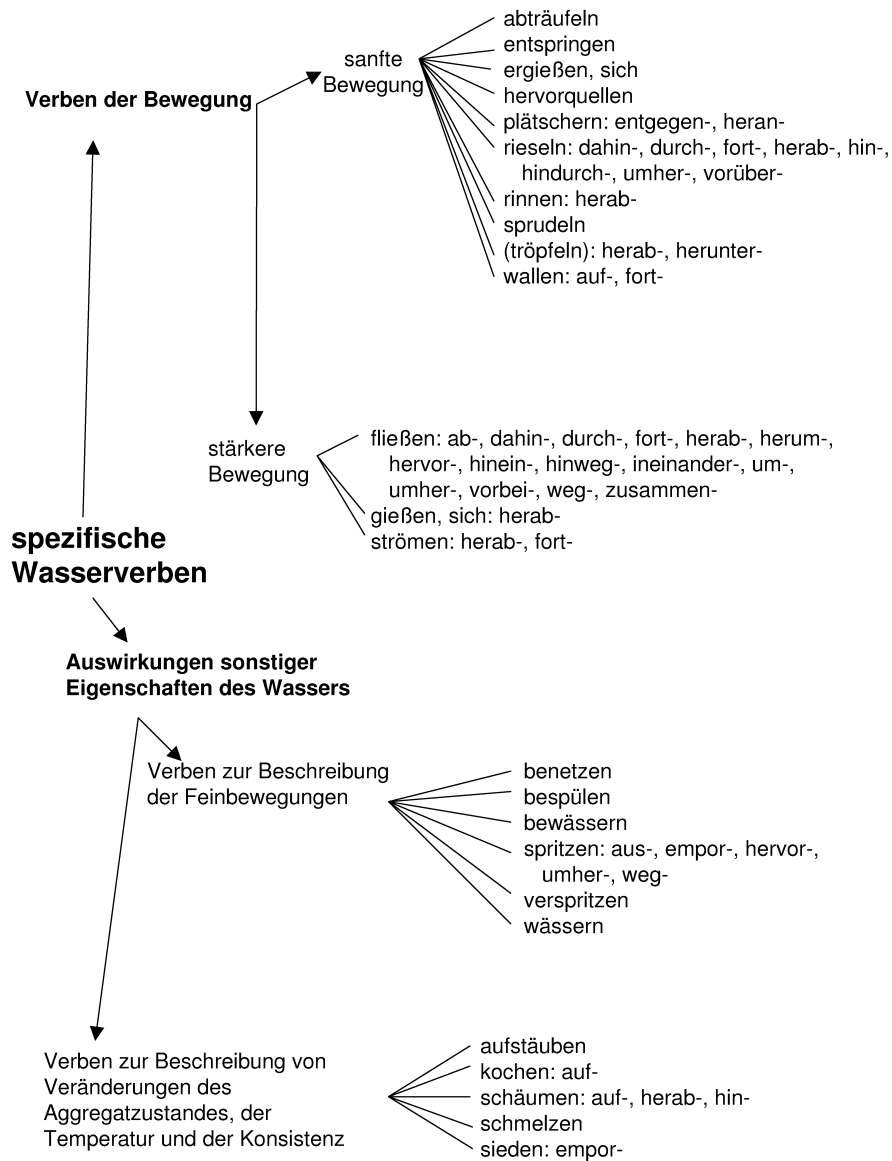 abträufeln
entspringen
ergießen, sich
hervorquellen
plätschern: entgegen-, heran-
rieseln: dahin-, durch-, fort-, herab-, hin-,
hindurch-, umher-, vorüber-
rinnen: herab-
sprudeln
(tröpfeln): herab-, herunter-
wallen: auf-, fort-
sanfte
Bewegung
Verben der Bewegung
stärkere
Bewegung
fließen: ab-, dahin-, durch-, fort-, herab-, herum-,
hervor-, hinein-, hinweg-, ineinander-, um-,
umher-, vorbei-, weg-, zusammen-
gießen, sich: herab-
strömen: herab-, fort-
spezifische
Wasserverben
Auswirkungen sonstiger
Eigenschaften des Wassers
Verben zur Beschreibung
der Feinbewegungen
benetzen
bespülen
bewässern
spritzen: aus-, empor-, hervor-,
umher-, weg-
verspritzen
wässern
Verben zur Beschreibung von
Veränderungen des
Aggregatzustandes, der
Temperatur und der Konsistenz
aufstäuben
kochen: auf-
schäumen: auf-, herab-, hin-
schmelzen
sieden: empor-